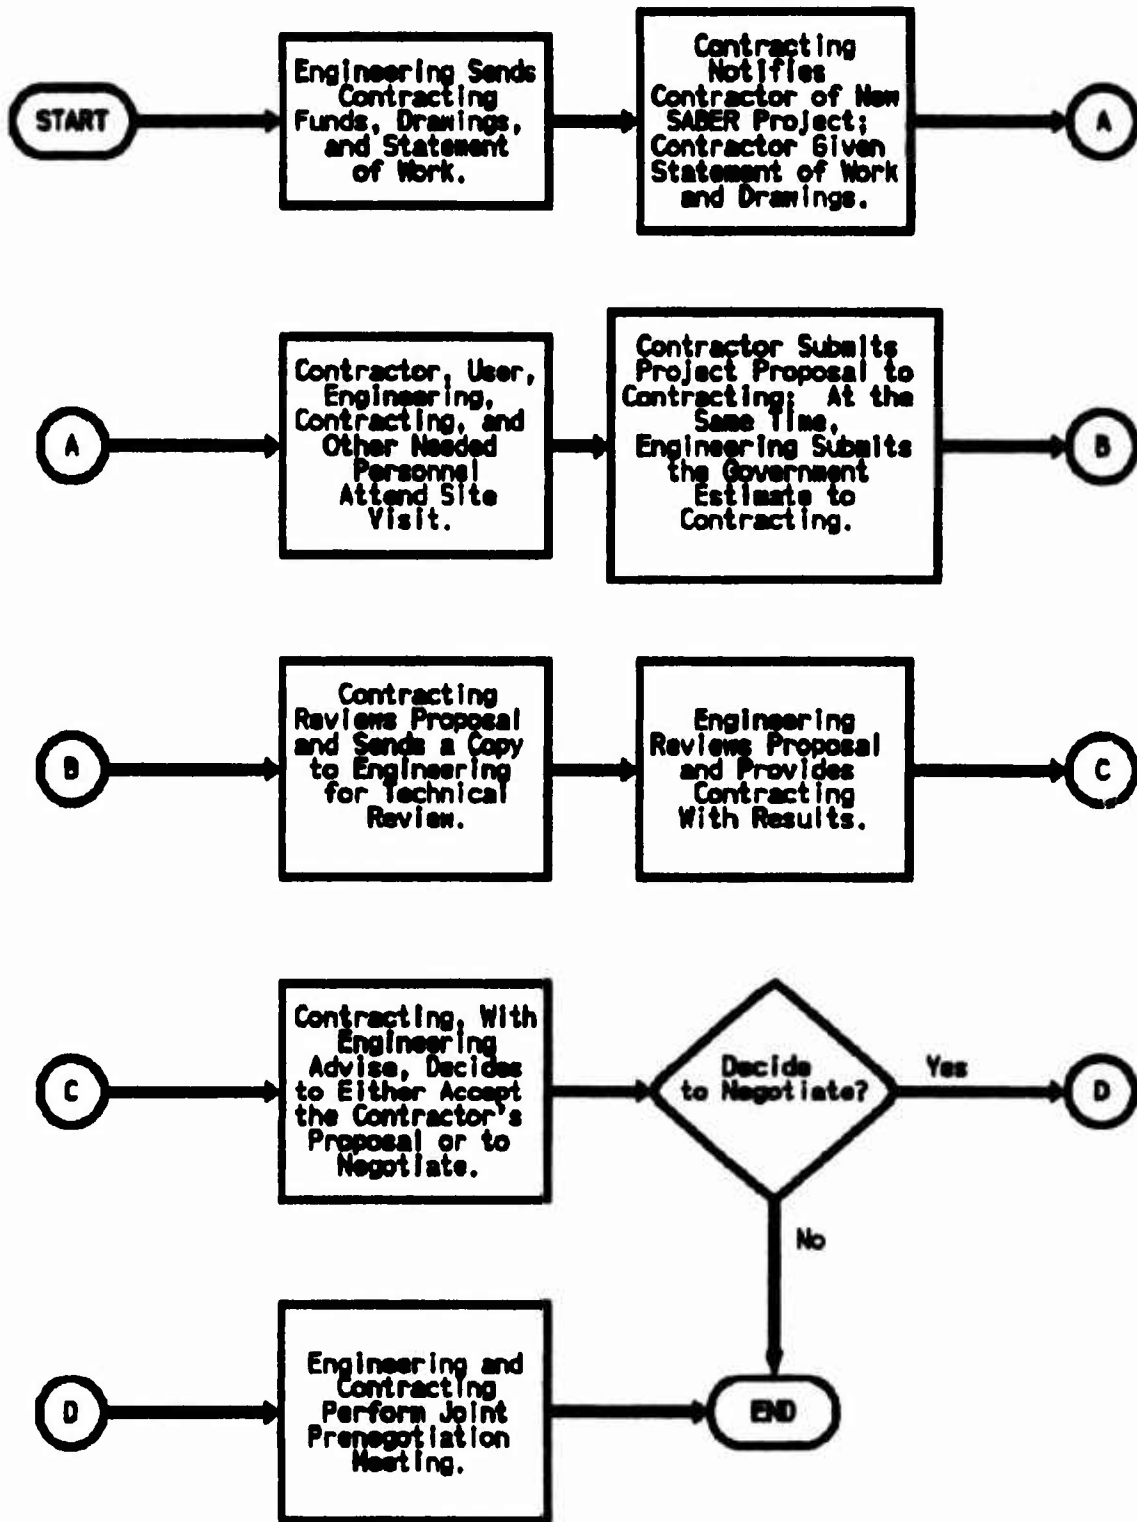 START
Engineering Sends
Contracting
Funds, Drawings,
and Statement
of Work.
Contracting
Notifies
Contractor of New
SABER Project;
Contractor Given
Statement of Work
and Drawings.
A
A
Contractor, User,
Engineering,
Contracting, and
Other Needed
Personnel
Attend Site
Visit.
Contractor Submits
Project Proposal to
Contracting; At the
Same Time,
Engineering Submits
the Government
Estimate to
Contracting.
B
B
Contracting
Reviews Proposal
and Sends a Copy
to Engineering
for Technical
Review.
Engineering
Reviews Proposal
and Provides
Contracting
With Results.
C
C
Contracting, With
Engineering
Advise, Decides
to Either Accept
the Contractor's
Proposal or to
Negotiate.
Decide
to Negotiate?
Yes
D
No
D
Engineering and
Contracting
Perform Joint
Prenegotiation
Meeting.
END